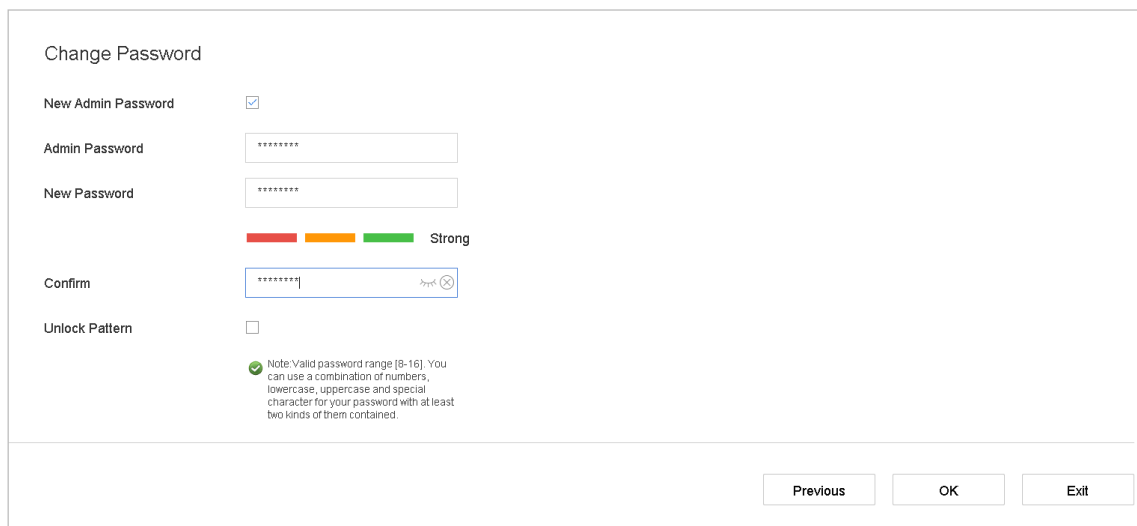 Change Password
New Admin Password
Admin Password ********
New Password ********
Strong
Confirm ********
Unlock Pattern
Note:Valid password range [8-16]. You
can use a combination of numbers,
lowercase, uppercase and special
character for your password with at least
two kinds of them contained.
Previous OK Exit